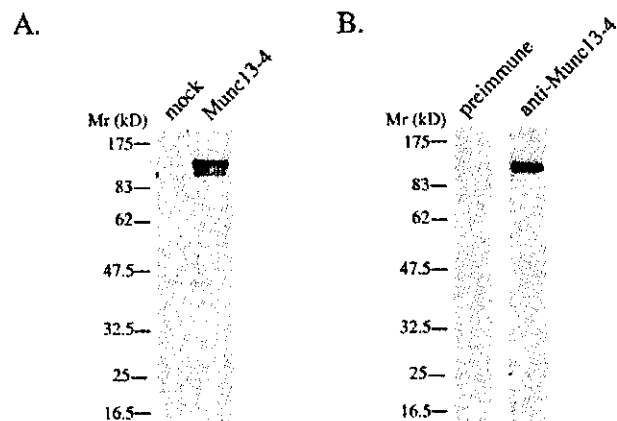 A.
mock
Munc13-4
Mr (kD)
175
83
62
47.5
32.5
25
16.5
B.
preimmune
anti-Munc13-4
Mr (kD)
175
83
62
47.5
32.5
25
16.5